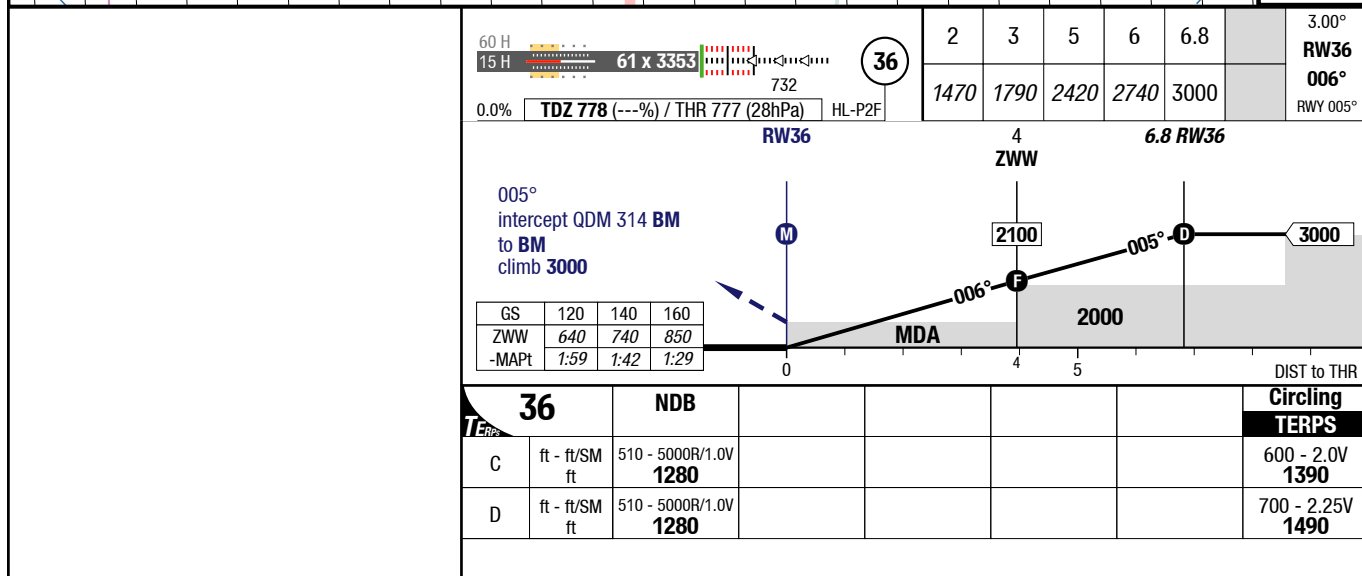 60 H
15 H
61 x 3353
732
36
0.0%
TDZ 778 (---%) / THR 777 (28hPa)
HL-P2F
2 3 5 6 6.8
1470 1790 2420 2740 3000
3.00°
RW36
006°
RWY 005°
RW36
4
ZWW
6.8 RW36
005°
intercept QDM 314 BM
to BM
climb 3000
M
2100
005°
D
3000
006°
F
2000
MDA
GS 120 140 160
ZWW 640 740 850
-MAPt 1:59 1:42 1:29
0
4
5
DIST to THR
TERPS
36
NDB
Circling
TERPS
C
ft - ft/SM
ft
510 - 5000R/1.0V
1280
600 - 2.0V
1390
D
ft - ft/SM
ft
510 - 5000R/1.0V
1280
700 - 2.25V
1490